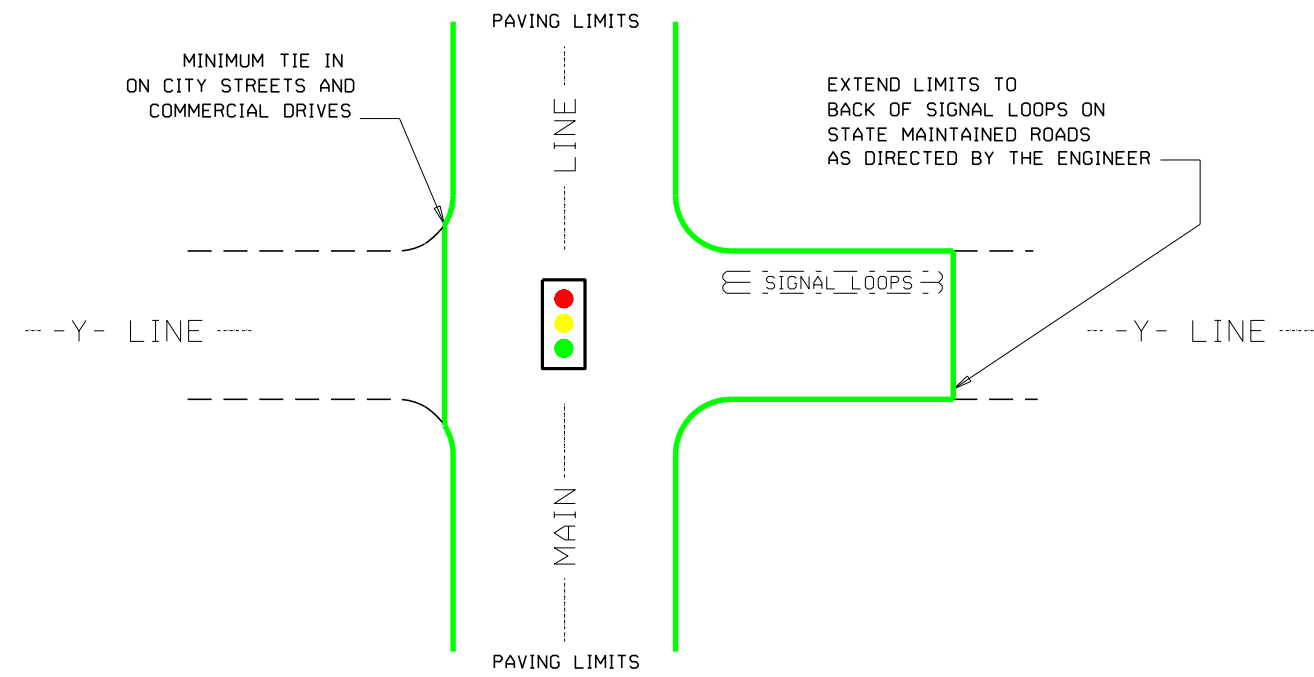 PAVING LIMITS
MINIMUM TIE IN
ON CITY STREETS AND
COMMERCIAL DRIVES
EXTEND LIMITS TO
BACK OF SIGNAL LOOPS ON
STATE MAINTAINED ROADS
AS DIRECTED BY THE ENGINEER
LINE
SIGNAL LOOPS
-Y- LINE
-Y- LINE
MAIN
PAVING LIMITS